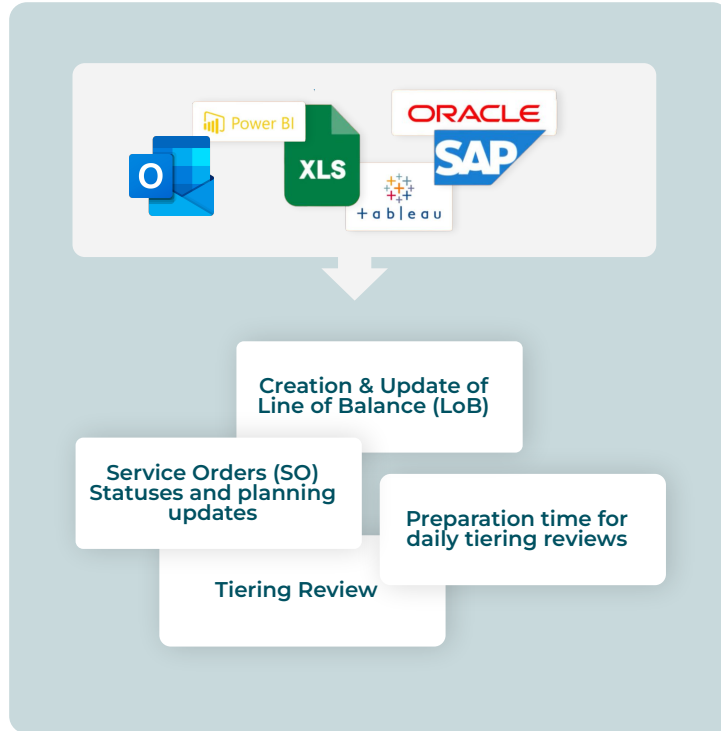 ORACLE
Power BI
SAP
O
XLS
+ableau
Creation & Update of
Line of Balance (LoB)
Service Orders (SO)
Statuses and planning
updates
Preparation time for
daily tiering reviews
Tiering Review